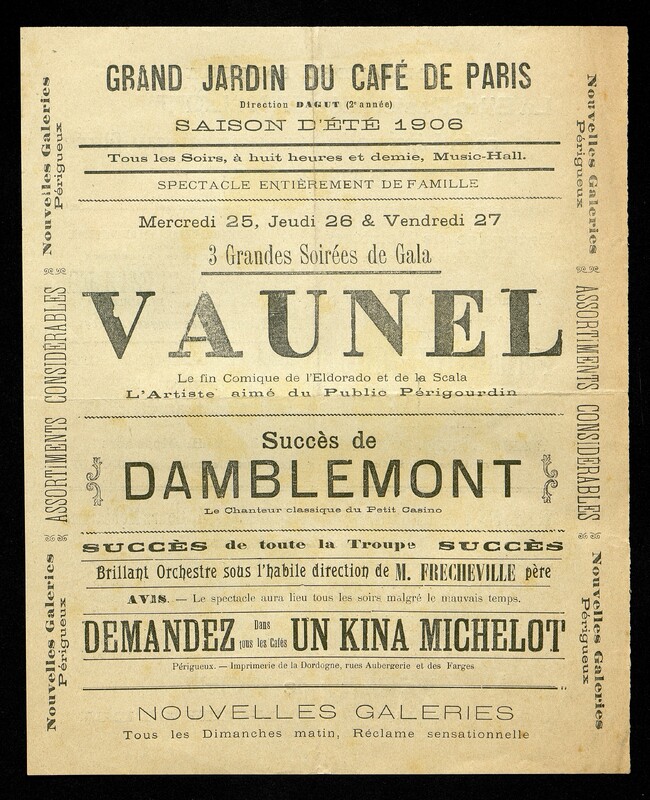 GRAND JARDIN DU CAFÉ DE PARIS
Direction DAGUT (2e année)
SAISON D'ÉTÉ 1906
Tous les Soirs, à huit heures et demie, Music-Hall.
SPECTACLE ENTIÈREMENT DE FAMILLE
Mercredi 25, Jeudi 26 & Vendredi 27
3 Grandes Soirées de Gala
VAUNEL
Le fin Comique de l'Eldorado et de la Scala
L'Artiste aimé du Public Périgourdin
Succès de
DAMBLEMONT
Le Chanteur classique du Petit Casino
SUCCÈS de toute la Troupe SUCCÈS
Brillant Orchestre sous l'habile direction de M. FRECHEVILLE père
AVIS. — Le spectacle aura lieu tous les soirs malgré le mauvais temps.
DEMANDEZ Dans tous les Cafés UN KINA MICHELOT
Périgueux. — Imprimerie de la Dordogne, rues Aubergerie et des Farges
NOUVELLES GALERIES
Tous les Dimanches matin, Réclame sensationnelle
Nouvelles Galeries
Périgueux
ASSORTIMENTS CONSIDÉRABLES
Nouvelles Galeries
Périgueux
Nouvelles Galeries
Périgueux
ASSORTIMENTS CONSIDÉRABLES
Nouvelles Galeries
Périgueux